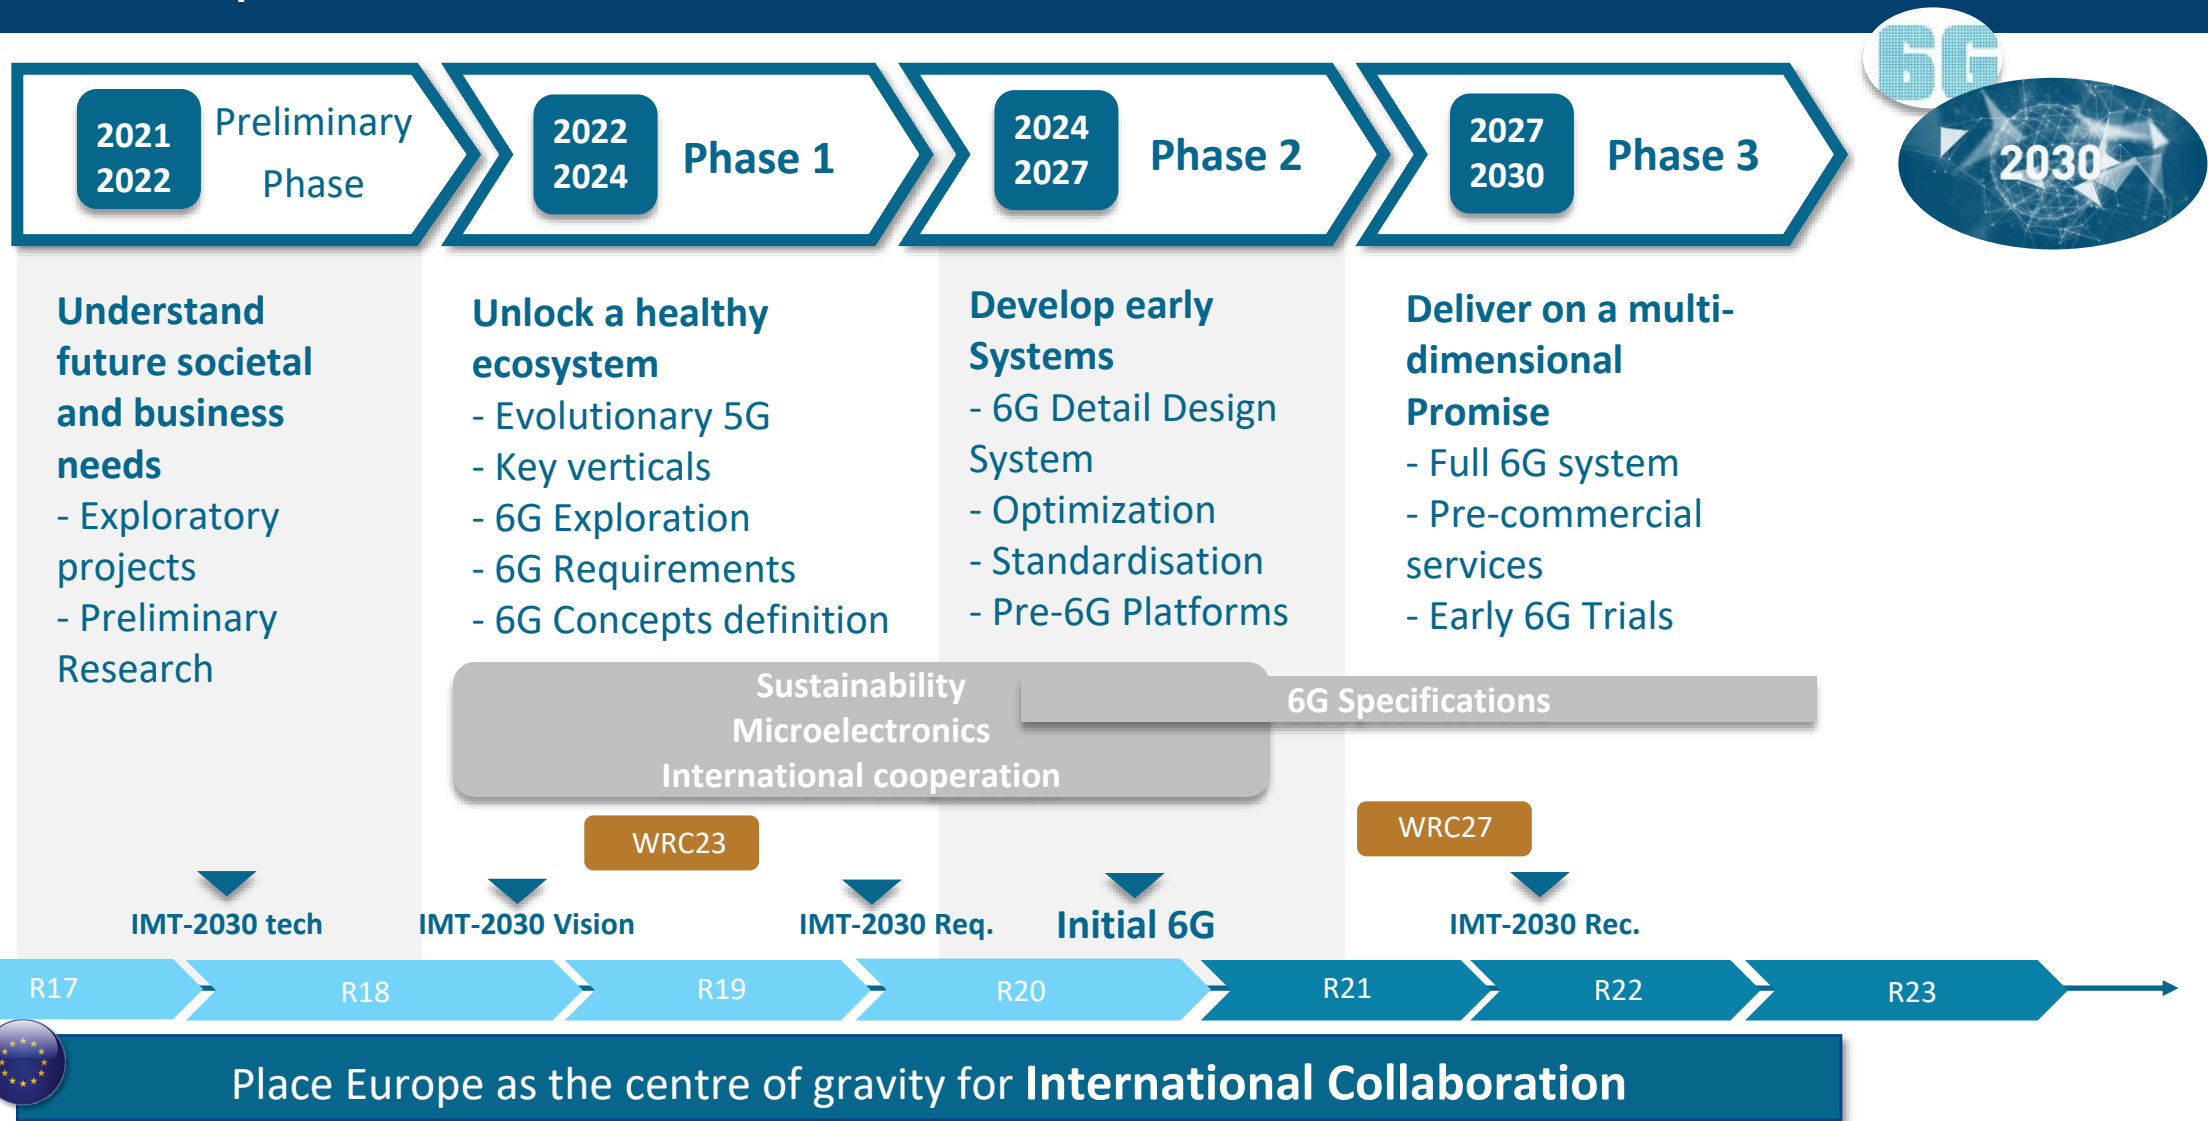 6G
2030
2021
2022
Preliminary
Phase
2022
2024
Phase 1
2024
2027
Phase 2
2027
2030
Phase 3
Understand
future societal
and business
needs
- Exploratory
projects
- Preliminary
Research
Unlock a healthy
ecosystem
- Evolutionary 5G
- Key verticals
- 6G Exploration
- 6G Requirements
- 6G Concepts definition
Develop early
Systems
- 6G Detail Design
System
- Optimization
- Standardisation
- Pre-6G Platforms
Deliver on a multi-
dimensional
Promise
- Full 6G system
- Pre-commercial
services
- Early 6G Trials
Sustainability
Microelectronics
International cooperation
6G Specifications
WRC23
WRC27
IMT-2030 tech
IMT-2030 Vision
IMT-2030 Req.
Initial 6G
IMT-2030 Rec.
R17
R18
R19
R20
R21
R22
R23
Place Europe as the centre of gravity for International Collaboration